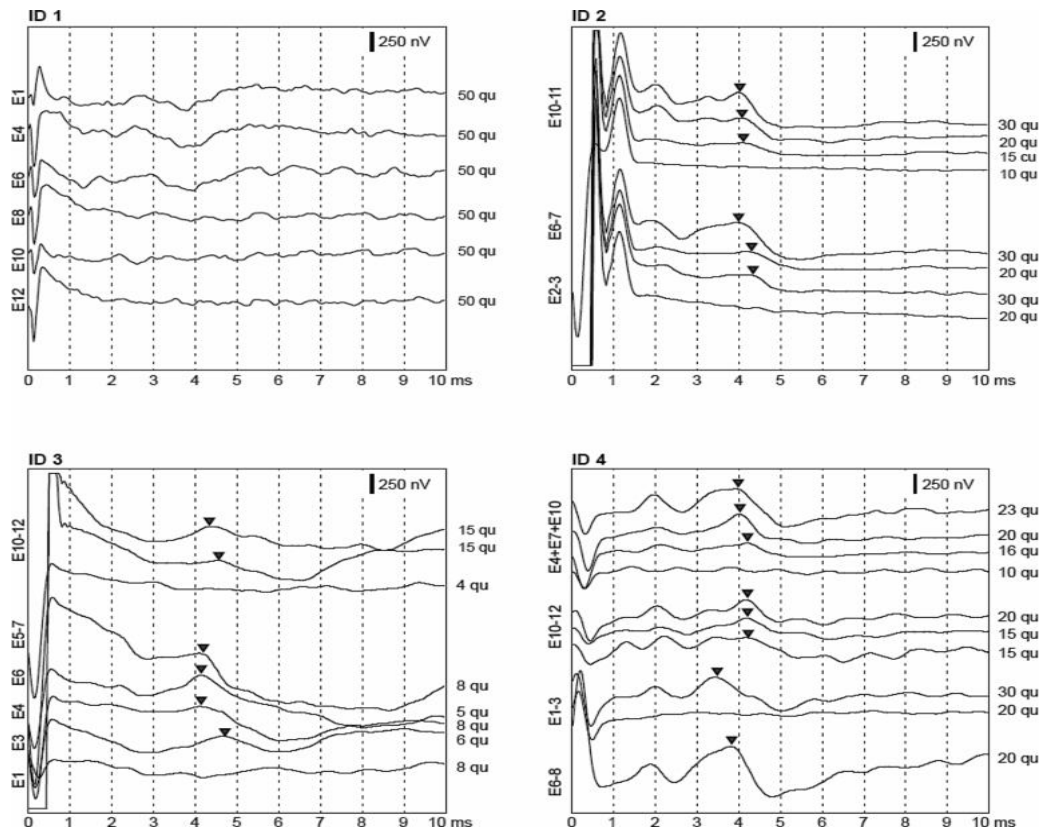 ID 1
250 nV
E1
50 qu
E4
50 qu
E6
50 qu
E8
50 qu
E10
50 qu
E12
50 qu
0 1 2 3 4 5 6 7 8 9 10 ms
ID 2
250 nV
E10-11
30 qu
20 qu
15 cu
10 qu
E6-7
30 qu
20 qu
E2-3
30 qu
20 qu
0 1 2 3 4 5 6 7 8 9 10 ms
ID 3
250 nV
E10-12
15 qu
15 qu
4 qu
E5-7
8 qu
E6
5 qu
E4
8 qu
E3
6 qu
E1
8 qu
0 1 2 3 4 5 6 7 8 9 10 ms
ID 4
250 nV
E4+E7+E10
23 qu
20 qu
16 qu
10 qu
E10-12
20 qu
15 qu
15 qu
E1-3
30 qu
20 qu
E6-8
20 qu
0 1 2 3 4 5 6 7 8 9 10 ms